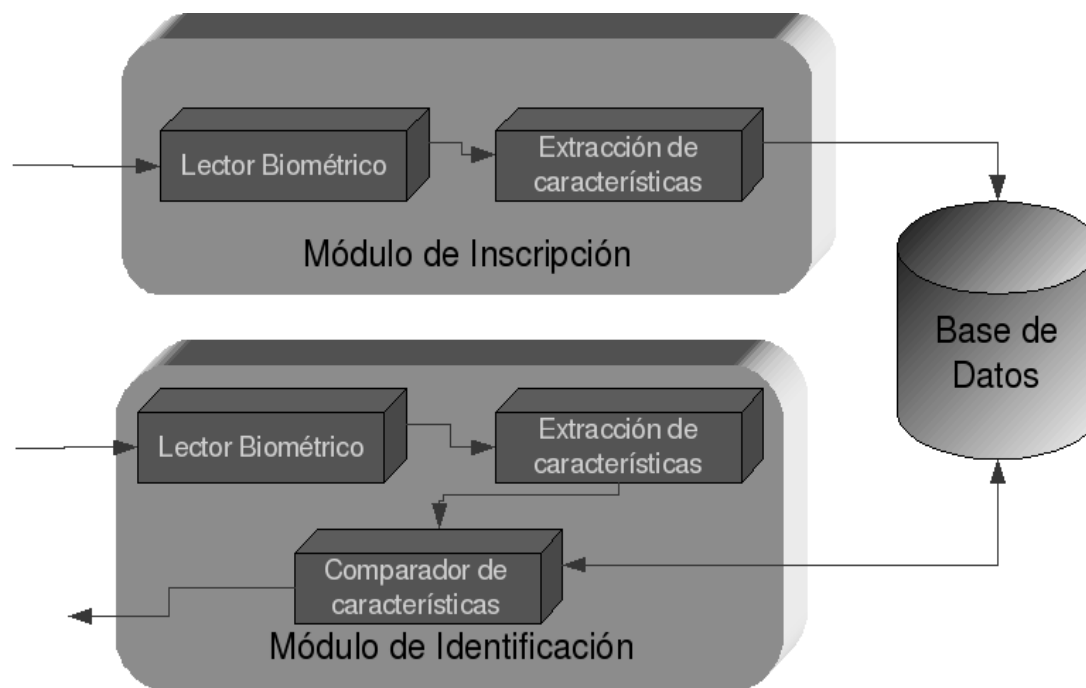 Lector Biométrico
Extracción de
características
Módulo de Inscripción
Base de
Datos
Lector Biométrico
Extracción de
características
Comparador de
características
Módulo de Identificación